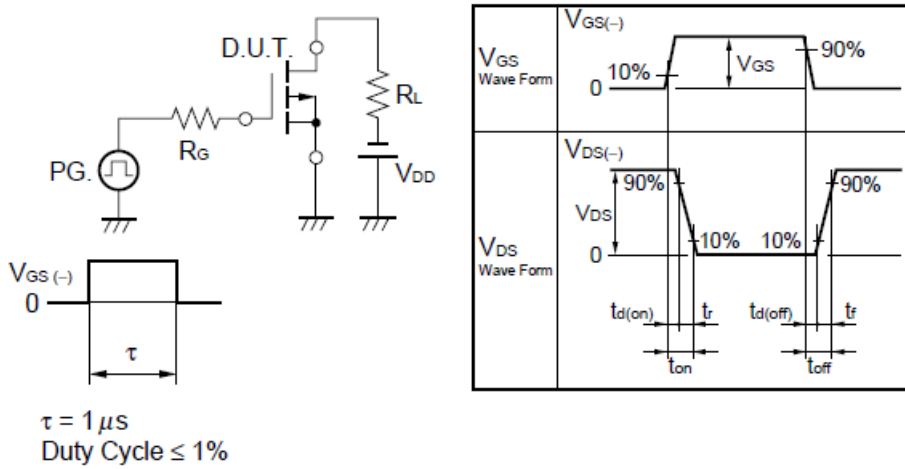 D.U.T.
RL
RG
PG.
VDD
VGS (−)
0
τ
τ = 1 μs
Duty Cycle ≤ 1%
VGS
Wave Form
VGS(−)
10%
VGS
90%
0
VDS
Wave Form
VDS(−)
90%
90%
VDS
10%
10%
0
td(on)
tr
td(off)
tf
ton
toff